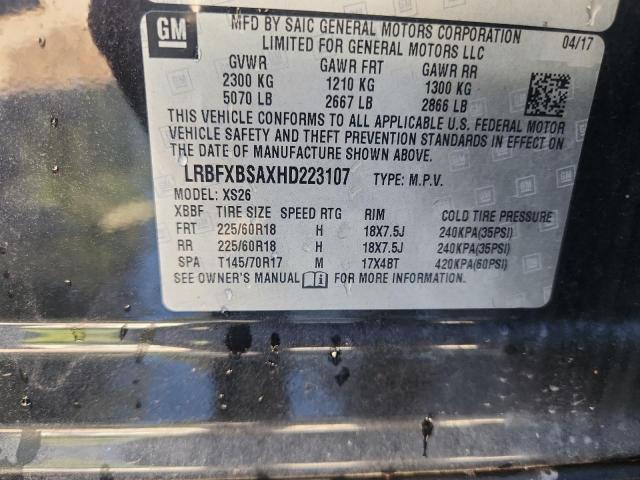 GM
MFD BY SAIC GENERAL MOTORS CORPORATION
LIMITED FOR GENERAL MOTORS LLC
04/17
GVWR GAWR FRT GAWR RR
2300 KG 1210 KG 1300 KG
5070 LB 2667 LB 2866 LB
THIS VEHICLE CONFORMS TO ALL APPLICABLE U.S. FEDERAL MOTOR
VEHICLE SAFETY AND THEFT PREVENTION STANDARDS IN EFFECT ON
THE DATE OF MANUFACTURE SHOWN ABOVE.
LRBFXBSAXHD223107 TYPE: M.P.V.
MODEL: XS26
XBBF TIRE SIZE SPEED RTG RIM COLD TIRE PRESSURE
FRT 225/60R18 H 18X7.5J 240KPA(35PSI)
RR 225/60R18 H 18X7.5J 240KPA(35PSI)
SPA T145/70R17 M 17X4BT 420KPA(60PSI)
SEE OWNER'S MANUAL FOR MORE INFORMATION.